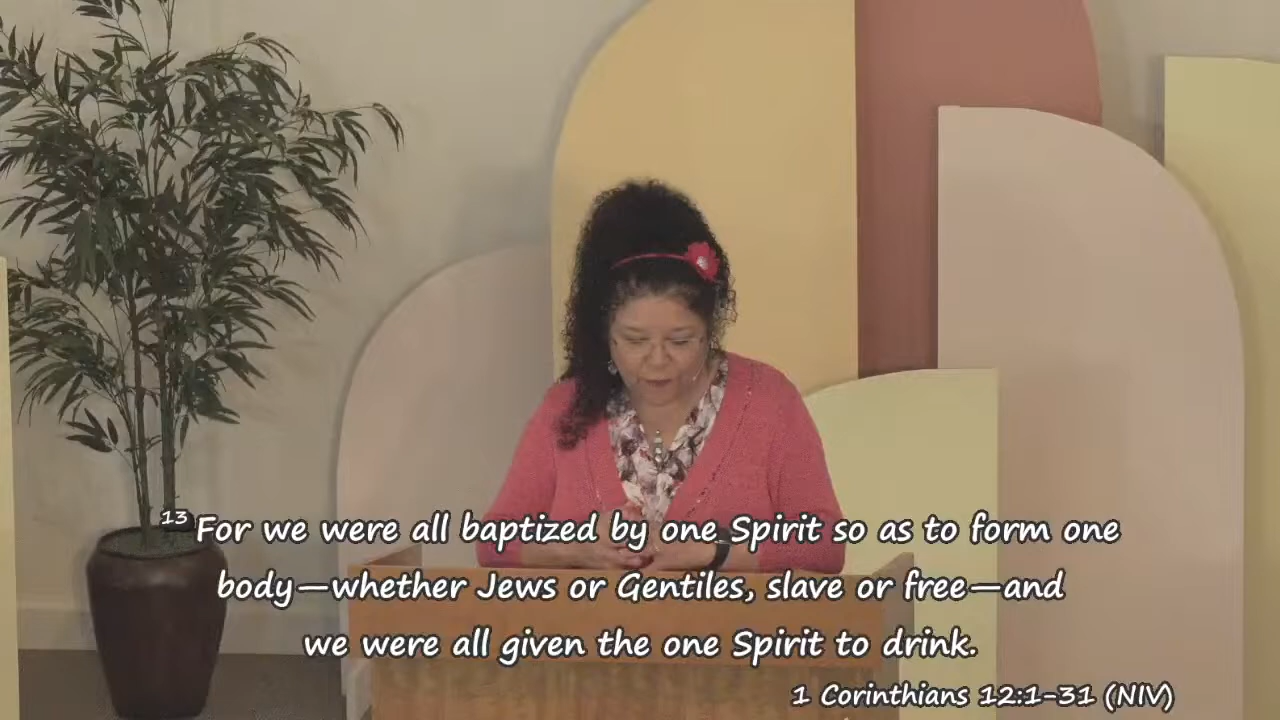 13 For we were all baptized by one Spirit so as to form one
body—whether Jews or Gentiles, slave or free—and
we were all given the one Spirit to drink.
1 Corinthians 12:1-31 (NIV)